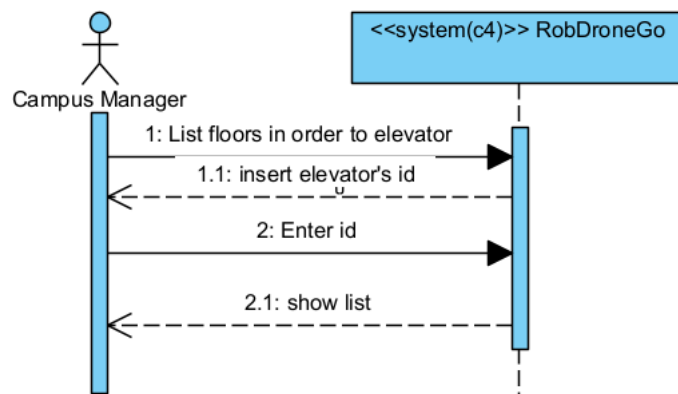 <<system(c4)>> RobDroneGo
Campus Manager
1: List floors in order to elevator
1.1: insert elevator's id
2: Enter id
2.1: show list